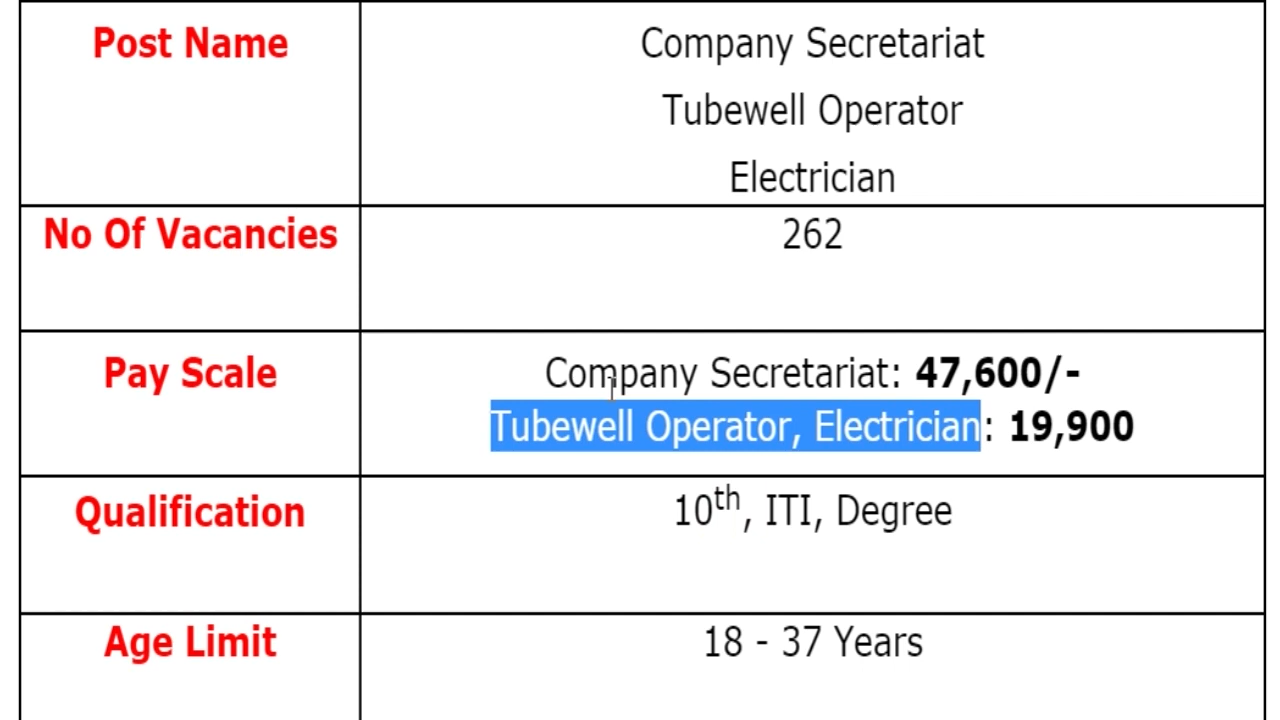 Post Name
Company Secretariat
Tubewell Operator
Electrician
No Of Vacancies
262
Pay Scale
Company Secretariat: 47,600/-
Tubewell Operator, Electrician: 19,900
Qualification
10th, ITI, Degree
Age Limit
18 - 37 Years